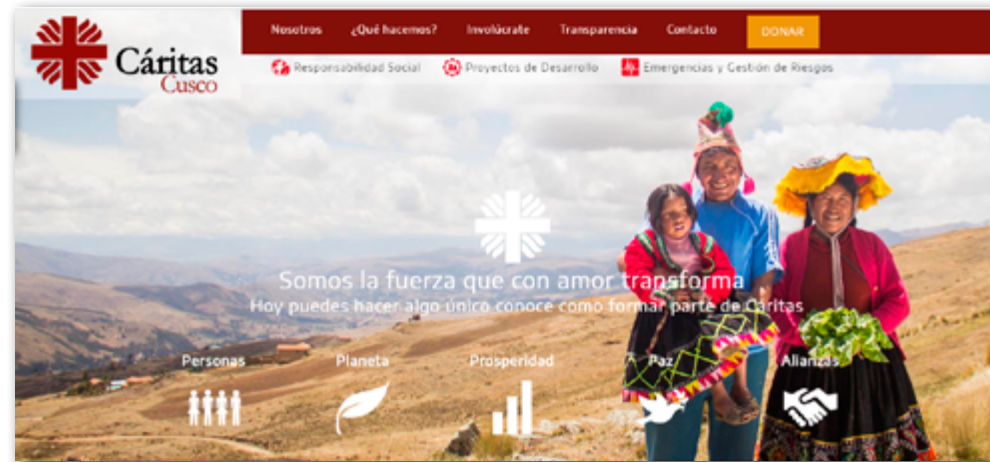 Cáritas
Cusco
Nosotros ¿Qué hacemos? Involúcrate Transparencia Contacto DONAR
Responsabilidad Social Proyectos de Desarrollo Emergencias y Gestión de Riesgos
Somos la fuerza que con amor transforma
Hoy puedes hacer algo único conoce como formar parte de Cáritas
Personas Planeta Prosperidad Paz Alianzas